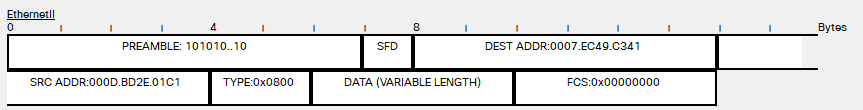 EthernetII
0 4 8 Bytes
PREAMBLE: 101010..10 SFD DEST ADDR:0007.EC49.C341
SRC ADDR:000D.BD2E.01C1 TYPE:0x0800 DATA (VARIABLE LENGTH) FCS:0x00000000